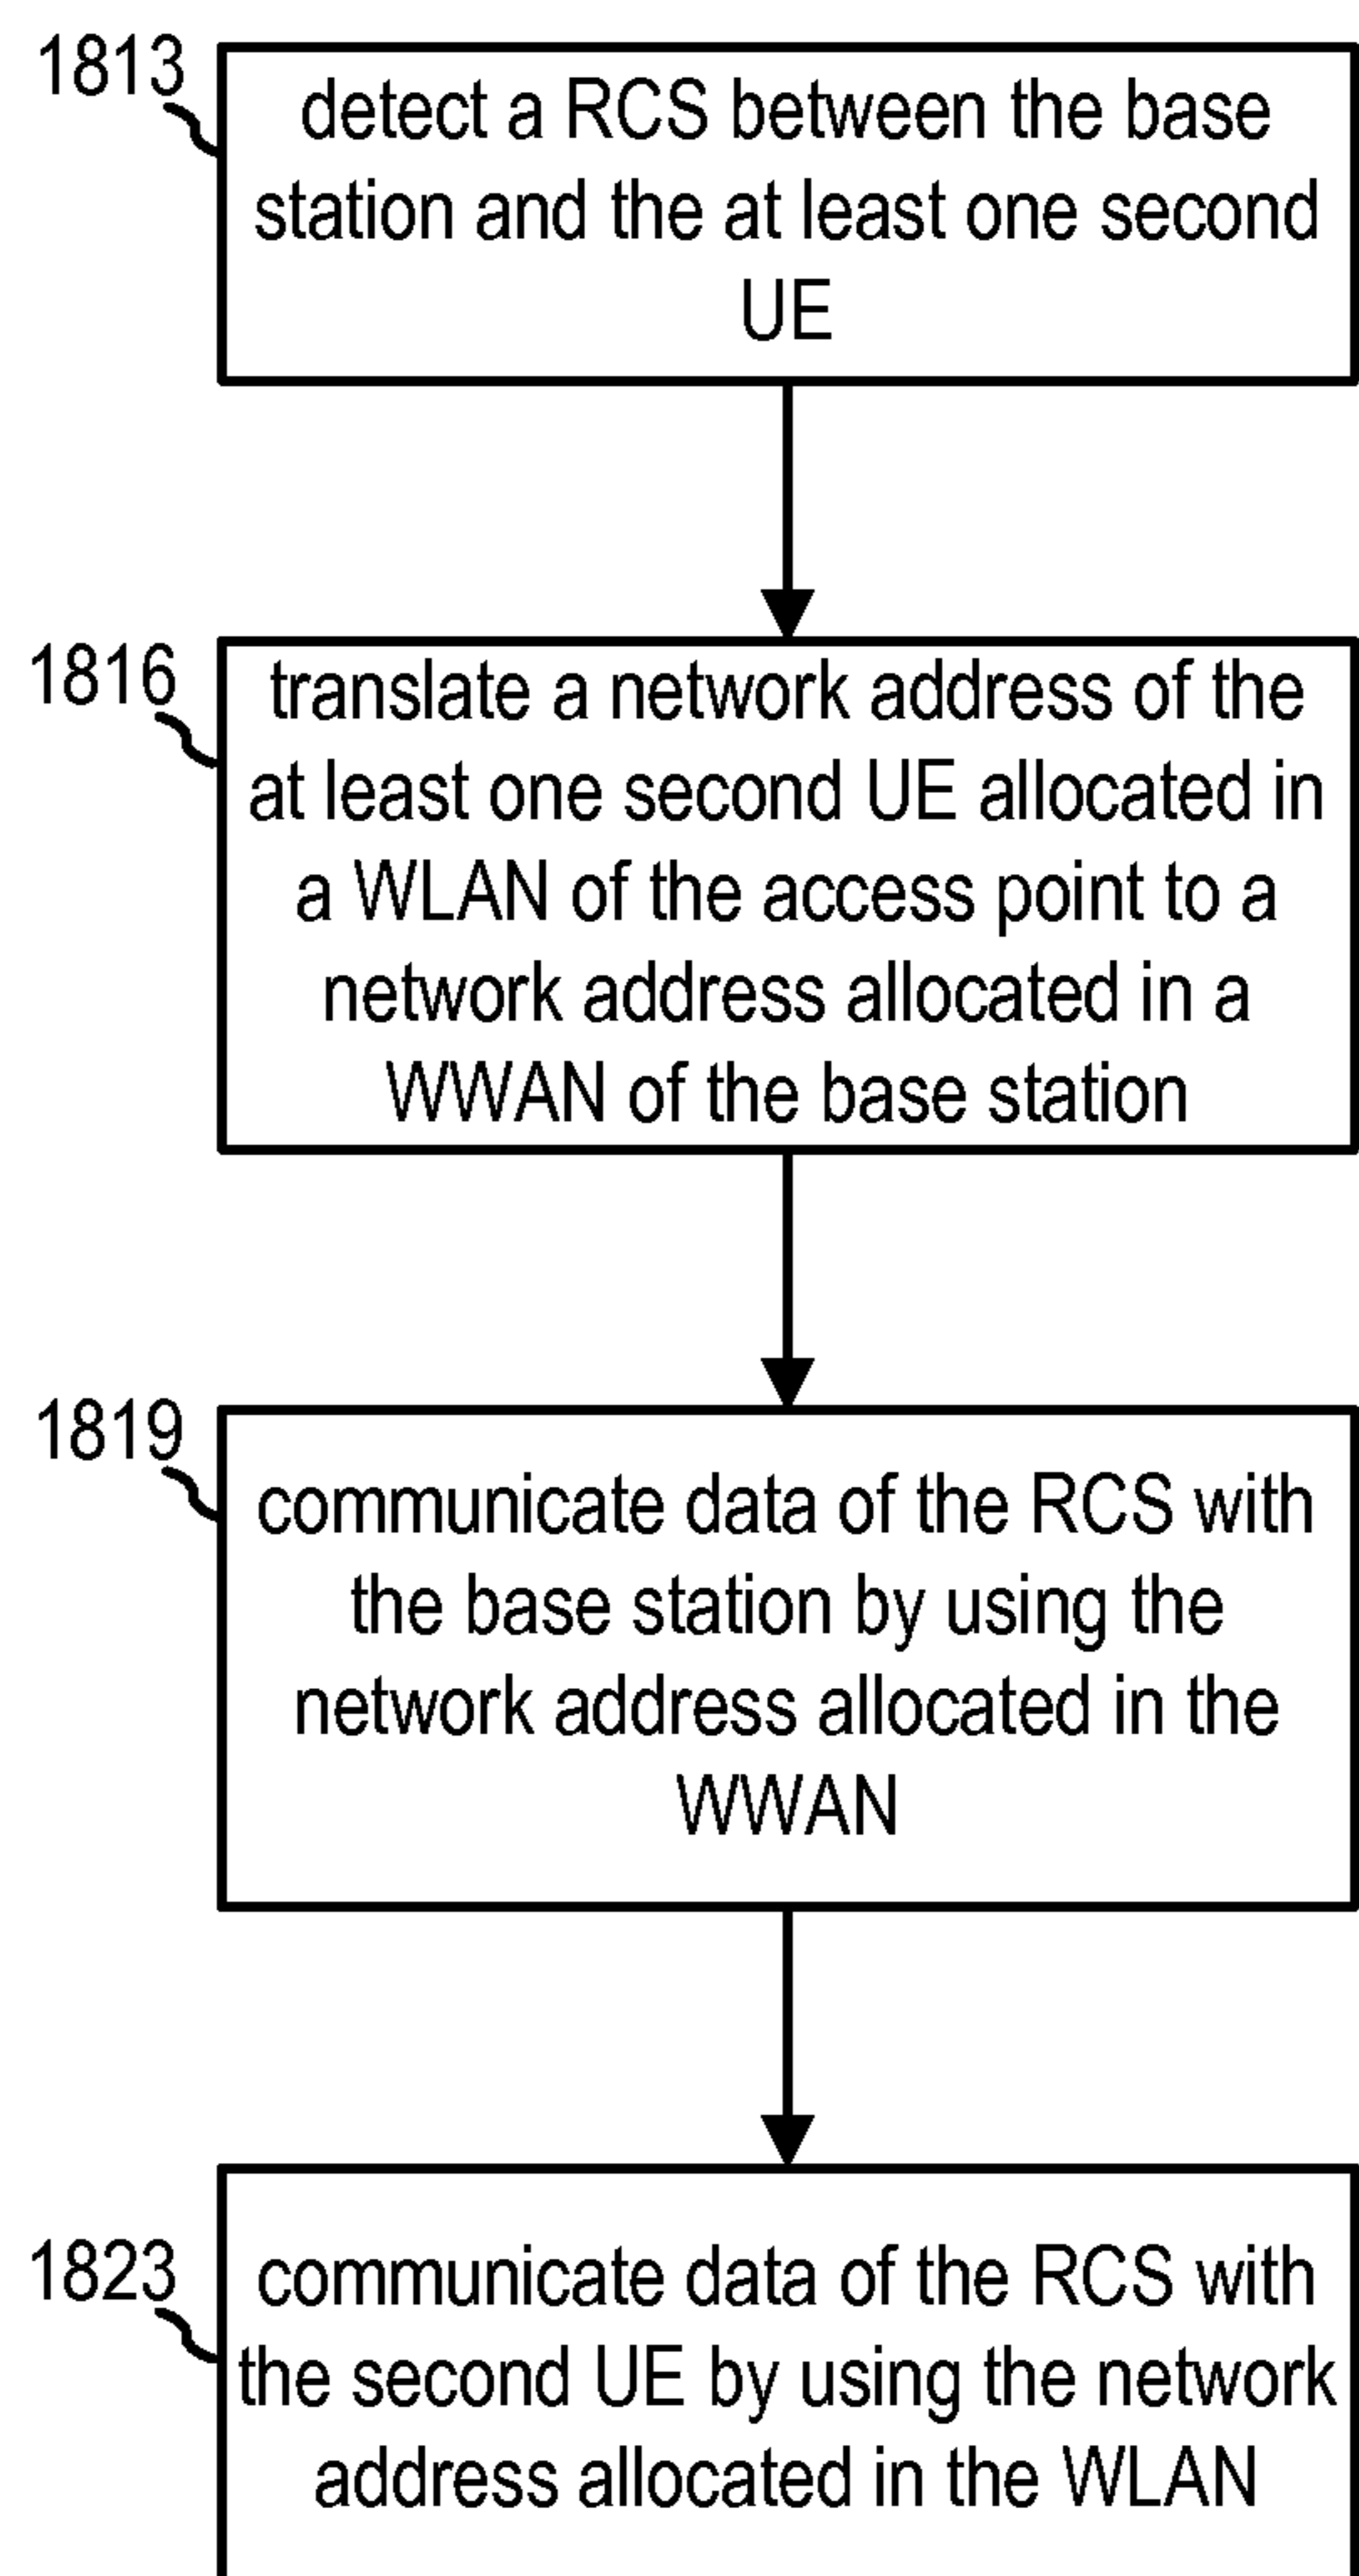 1813
detect a RCS between the base
station and the at least one second
UE
1816
translate a network address of the
at least one second UE allocated in
a WLAN of the access point to a
network address allocated in a
WWAN of the base station
1819
communicate data of the RCS with
the base station by using the
network address allocated in the
WWAN
1823
communicate data of the RCS with
the second UE by using the network
address allocated in the WLAN